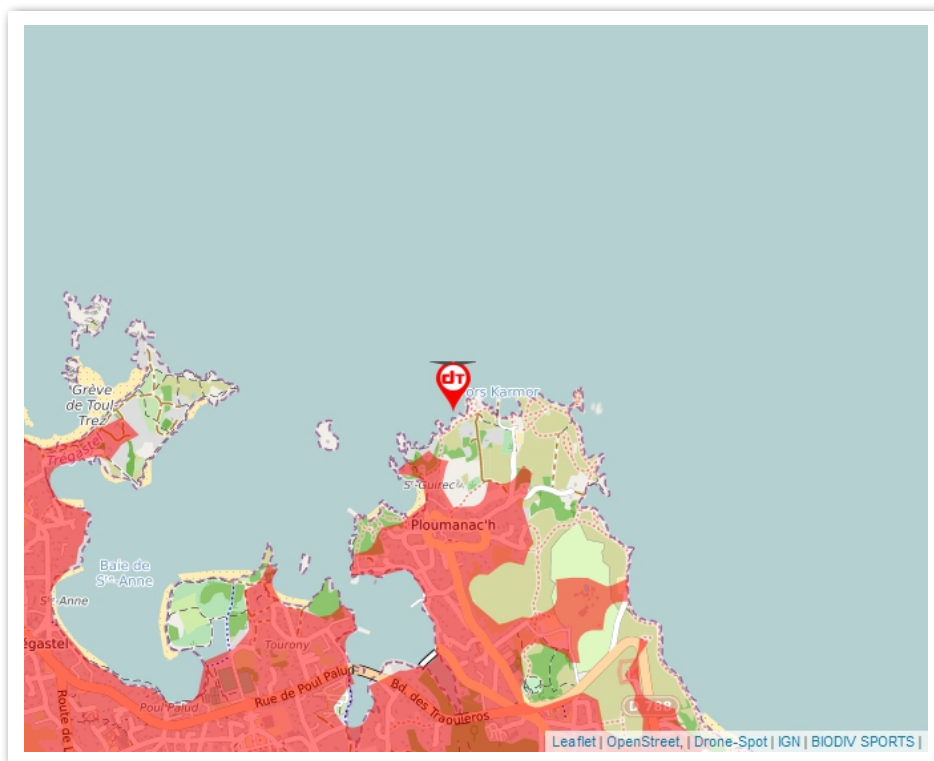 dT
ors Karmor
Grève
de Toul
Trez
Trégastel
St-Guirec
Ploumanac'h
Baie de
Ste-Anne
Ste-Anne
égastel
Tourony
Rue de Poul Palud
Poul Palud
Bd. des Traouïeros
Route de L
D 788
Leaflet | OpenStreet, | Drone-Spot | IGN | BIODIV SPORTS |